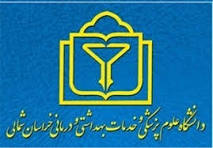 دانشگاه علوم پزشکی و خدمات بهداشتی و درمانی خراسان شمالی